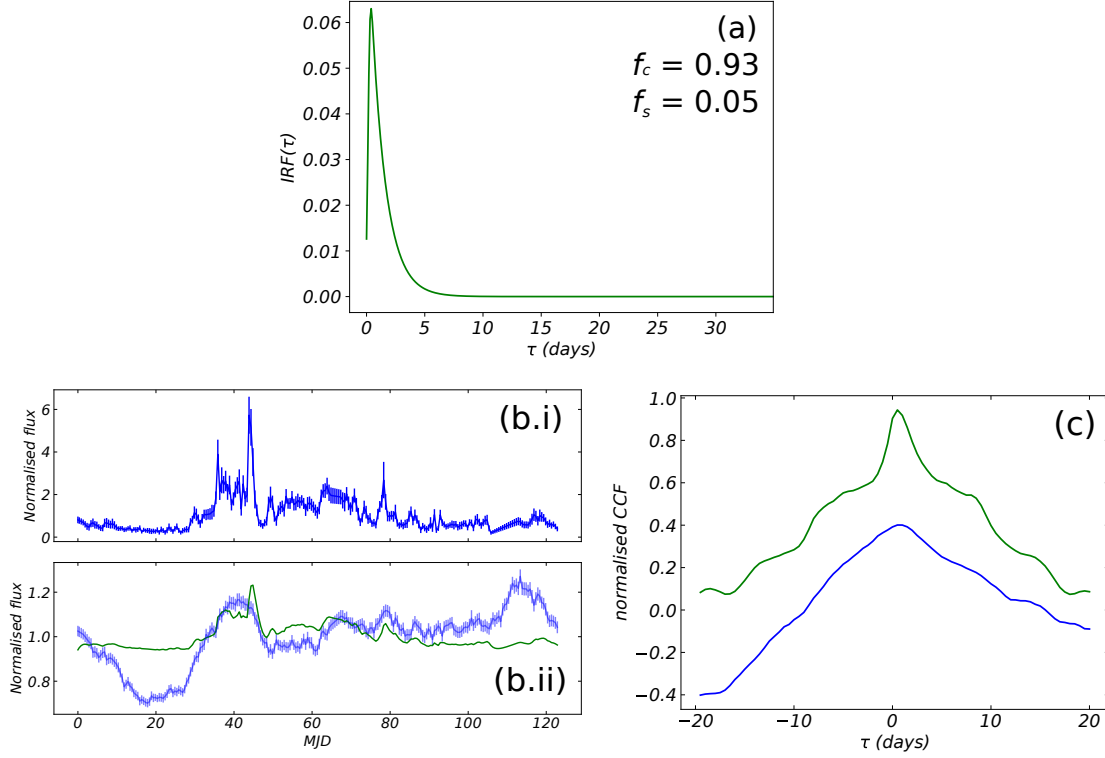 (a)
f_c = 0.93
f_s = 0.05
IRF(τ)
0.06
0.05
0.04
0.03
0.02
0.01
0.00
0 5 10 15 20 25 30
τ (days)
(b.i)
Normalised flux
6
4
2
0
(b.ii)
Normalised flux
1.2
1.0
0.8
0 20 40 60 80 100 120
MJD
(c)
normalised CCF
1.0
0.8
0.6
0.4
0.2
0.0
−0.2
−0.4
−20 −10 0 10 20
τ (days)